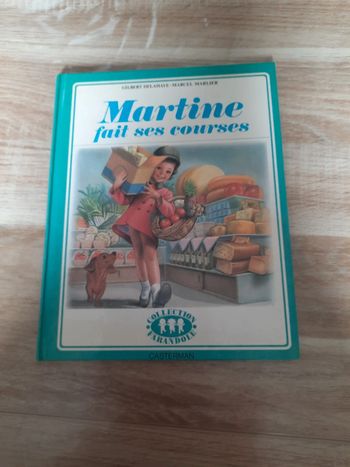 GILBERT DELAHAYE - MARCEL MARLIER
Martine
fait ses courses
COLLECTION
FARANDOLE
CASTERMAN